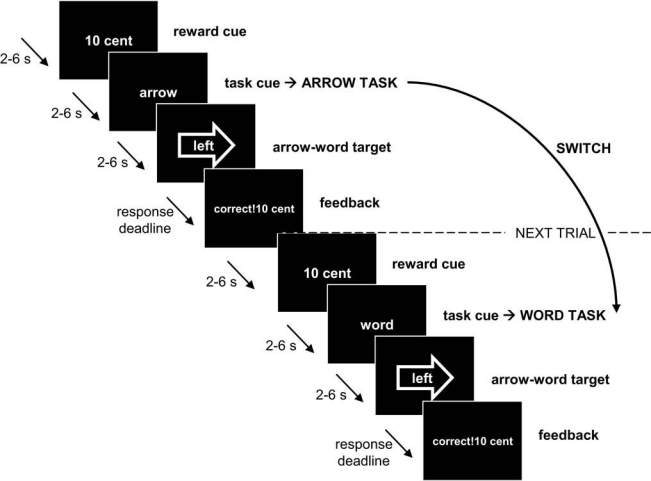 10 cent
reward cue
2-6 s
arrow
task cue → ARROW TASK
2-6 s
left
arrow-word target
SWITCH
2-6 s
correct!10 cent
feedback
response
deadline
NEXT TRIAL
10 cent
reward cue
2-6 s
word
task cue → WORD TASK
2-6 s
left
arrow-word target
2-6 s
correct!10 cent
feedback
response
deadline